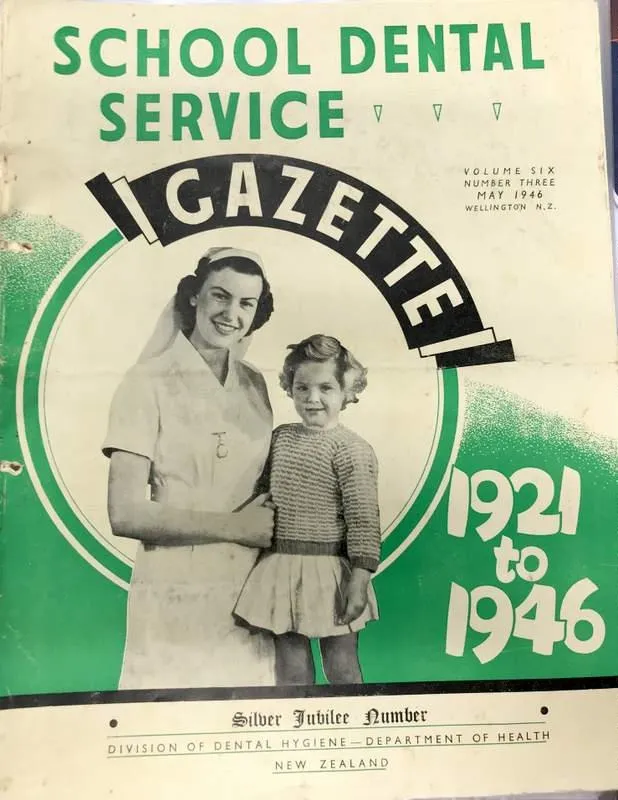 SCHOOL DENTAL
SERVICE
GAZETTE
VOLUME SIX
NUMBER THREE
MAY 1946
WELLINGTON N.Z.
1921
to
1946
Silver Jubilee Number
DIVISION OF DENTAL HYGIENE—DEPARTMENT OF HEALTH
NEW ZEALAND